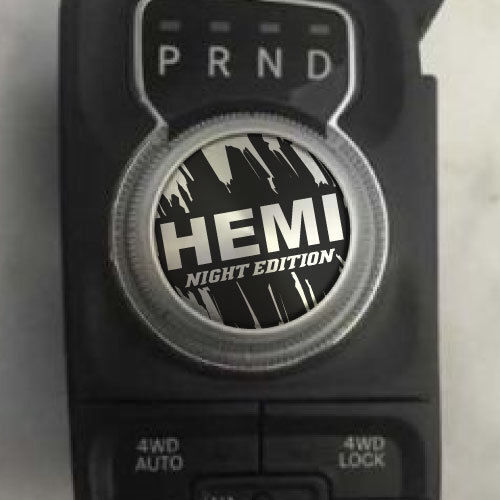 P R N D
HEMI
NIGHT EDITION
4WD AUTO
4WD LOCK